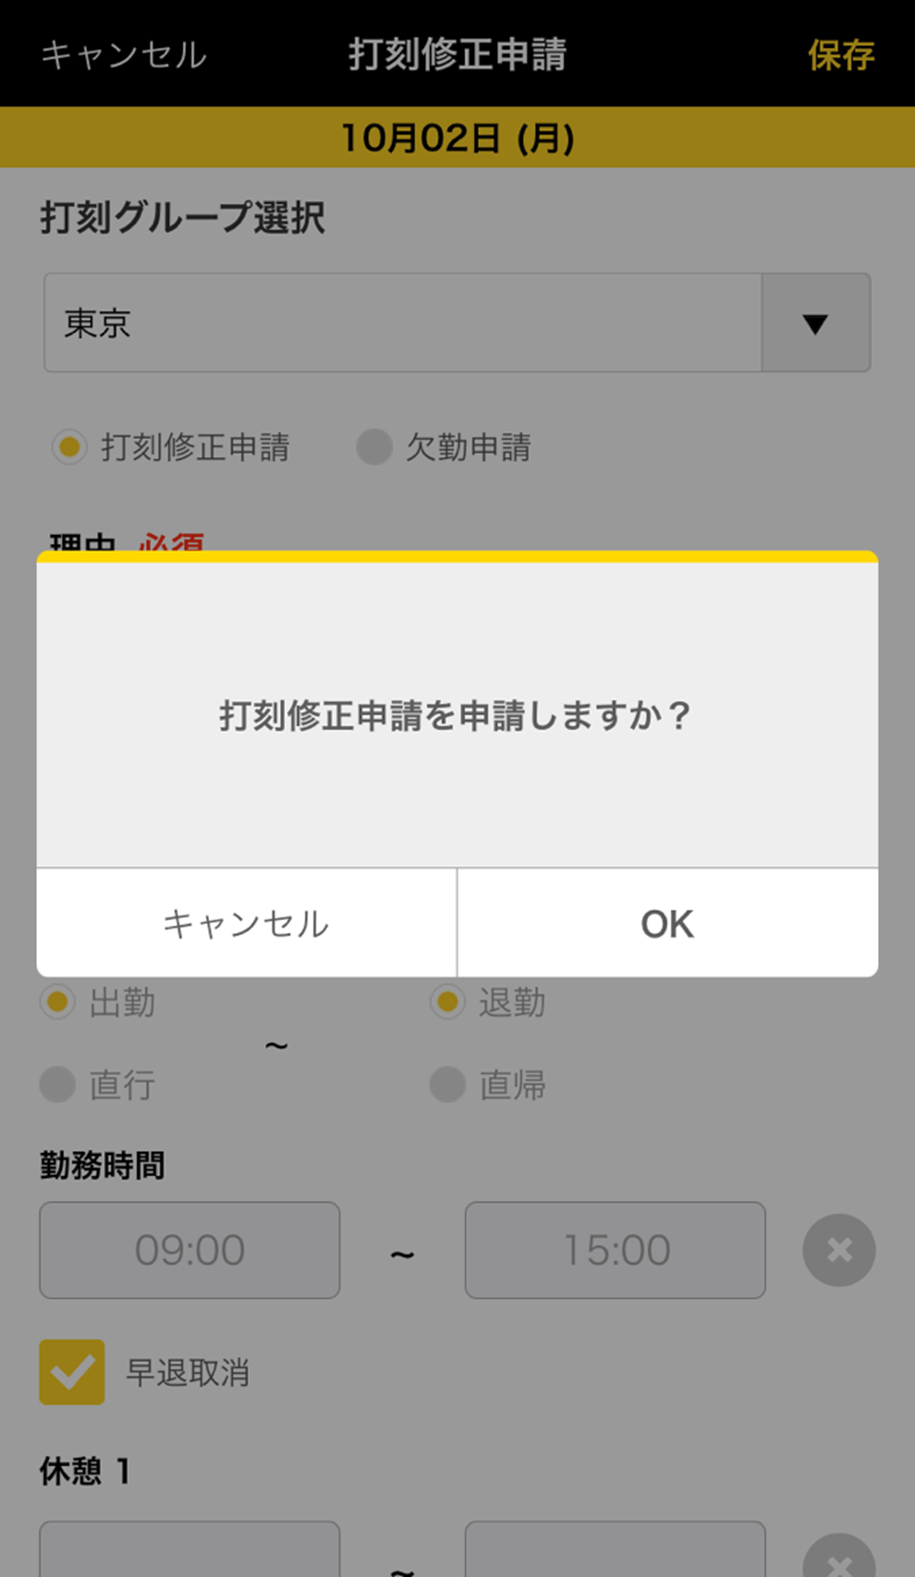 キャンセル 打刻修正申請 保存
10月02日 (月)
打刻グループ選択
東京 ▼
打刻修正申請 欠勤申請
理由 必須
打刻修正申請を申請しますか？
キャンセル OK
出勤 退勤
~
直行 直帰
勤務時間
09:00 ~ 15:00
早退取消
休憩 1
~